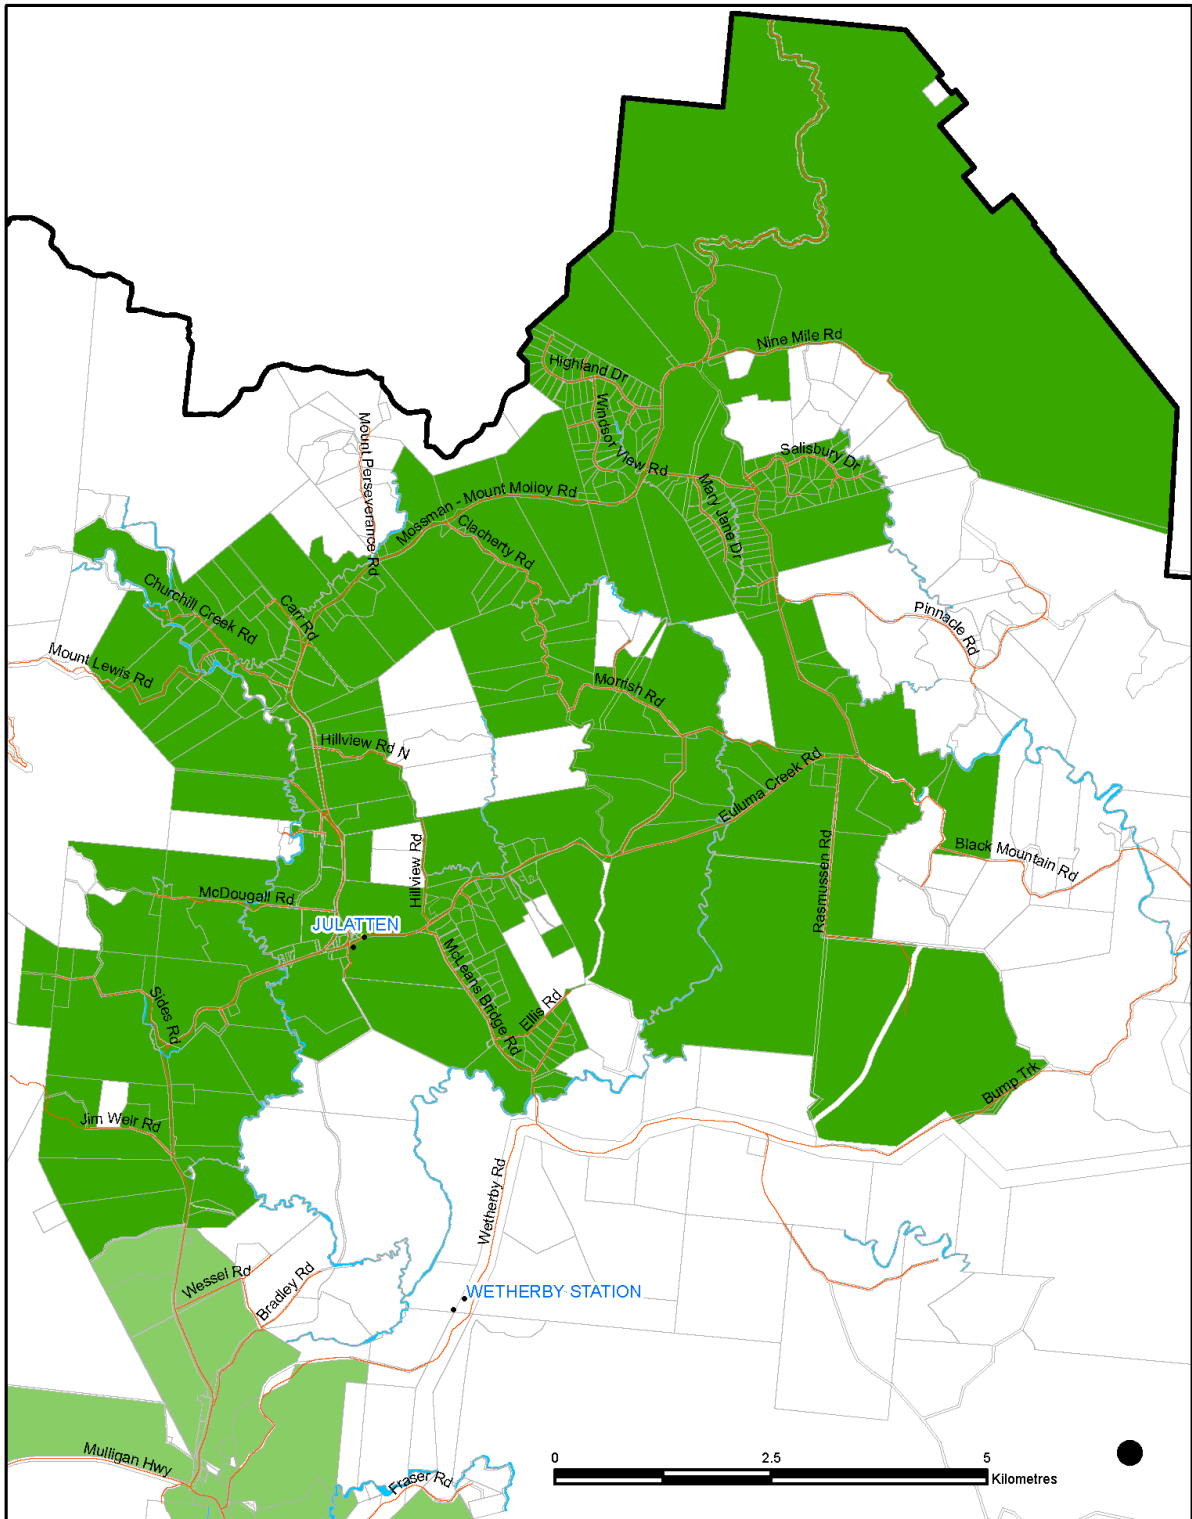 Nine Mile Rd
Highland Dr
Windsor View Rd
Salisbury Dr
Mount Perseverance Rd
Mossman - Mount Molloy Rd
Mary Jane Dr
Clacherty Rd
Churchill Creek Rd
Carr Rd
Pinnacle Rd
Mount Lewis Rd
Morrish Rd
Hillview Rd N
Euluma Creek Rd
Hillview Rd
Rasmussen Rd
Black Mountain Rd
McDougall Rd
JULATTEN
McLeans Bridge Rd
Ellis Rd
Sides Rd
Bump Trk
Jim Weir Rd
Wetherby Rd
Wessel Rd
Bradley Rd
WETHERBY STATION
Mulligan Hwy
Fraser Rd
0 2.5 5
Kilometres